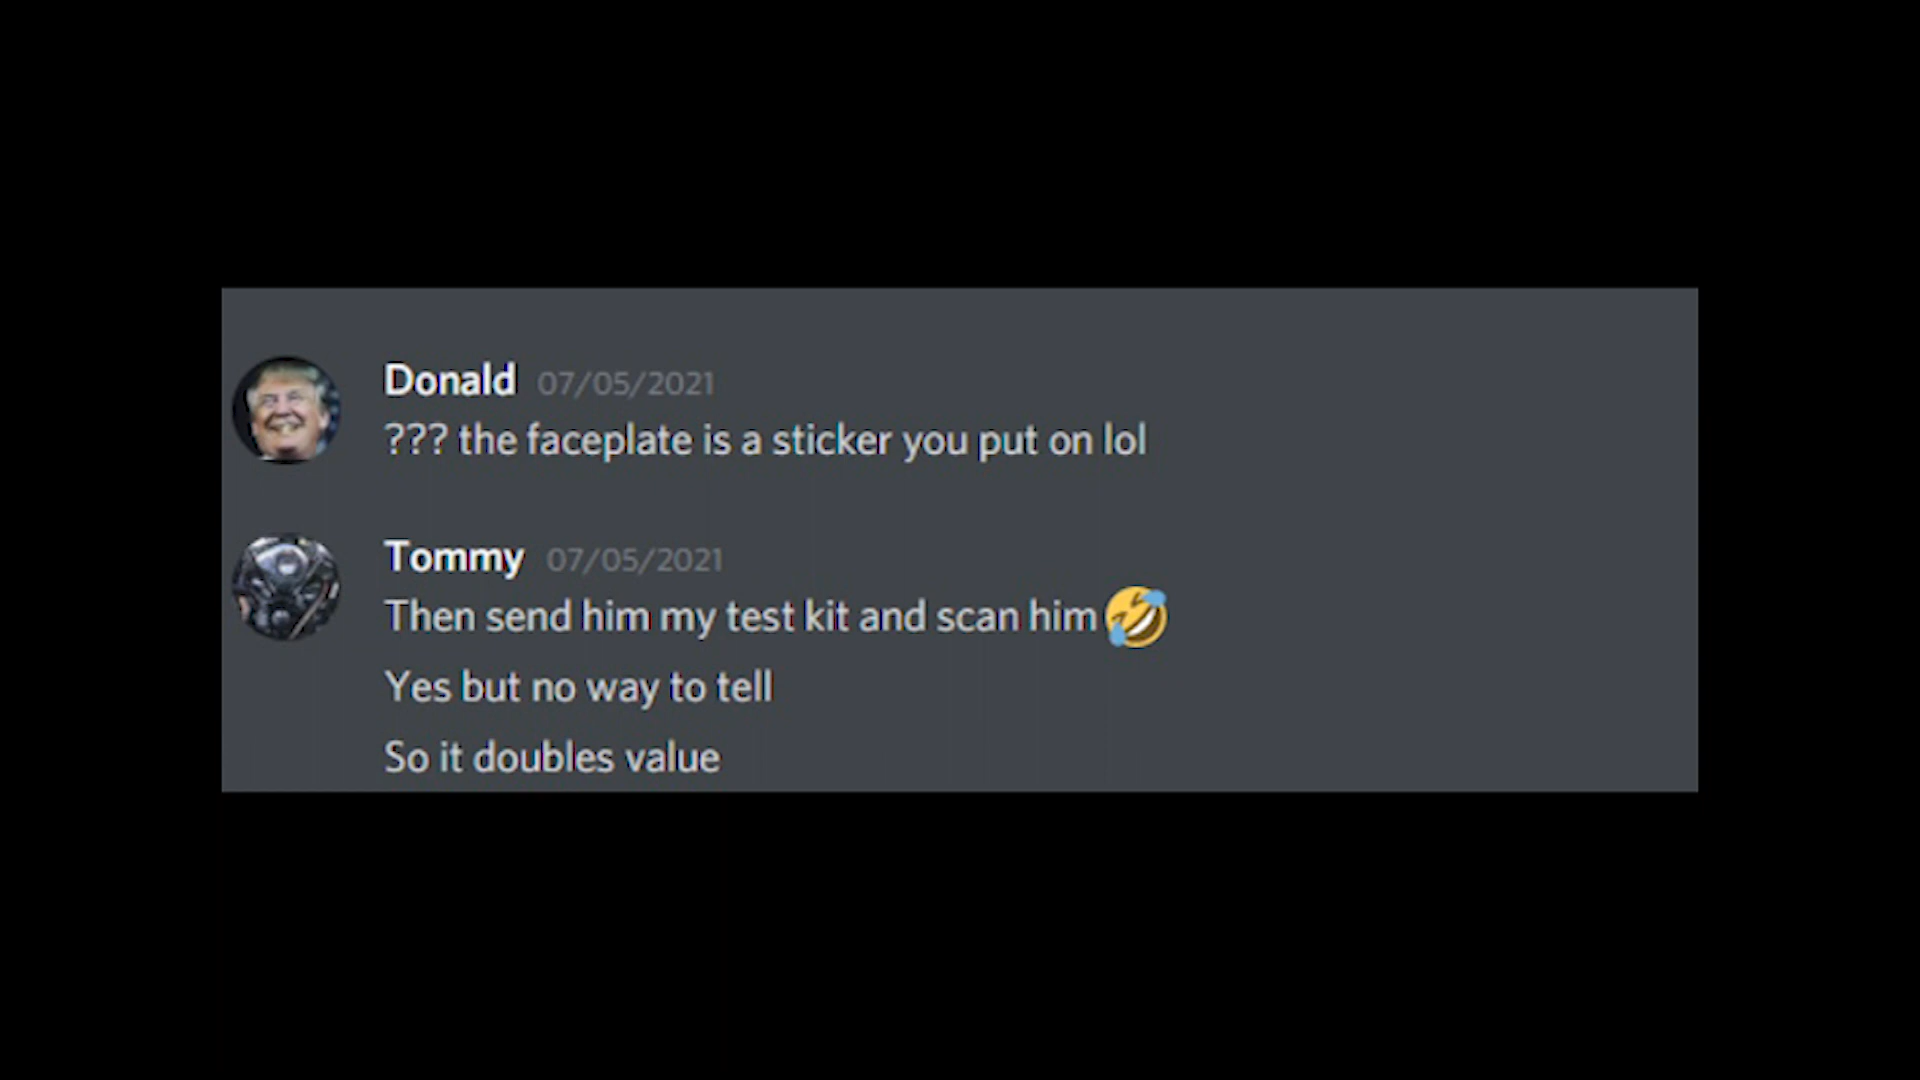 Donald 07/05/2021
??? the faceplate is a sticker you put on lol
Tommy 07/05/2021
Then send him my test kit and scan him🤣
Yes but no way to tell
So it doubles value